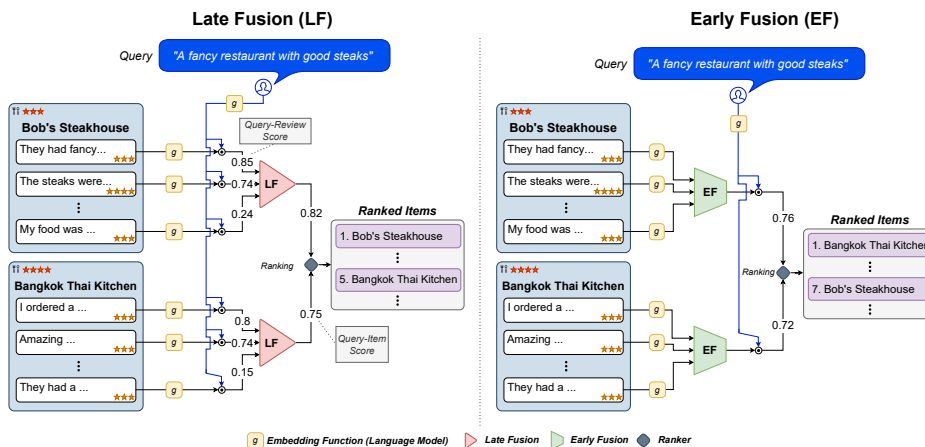 Late Fusion (LF)
Query
"A fancy restaurant with good steaks"
g
Bob's Steakhouse
They had fancy...
g
The steaks were...
g
My food was ...
g
Query-Review
Score
0.85
0.74
0.24
LF
0.82
Bangkok Thai Kitchen
I ordered a ...
g
Amazing ...
g
They had a ...
g
0.8
0.74
0.15
LF
0.75
Ranking
Query-Item
Score
Ranked Items
1. Bob's Steakhouse
5. Bangkok Thai Kitchen
Early Fusion (EF)
Query
"A fancy restaurant with good steaks"
g
Bob's Steakhouse
They had fancy...
g
The steaks were...
g
My food was ...
g
EF
0.76
Bangkok Thai Kitchen
I ordered a ...
g
Amazing ...
g
They had a ...
g
EF
0.72
Ranking
Ranked Items
1. Bangkok Thai Kitchen
7. Bob's Steakhouse
g Embedding Function (Language Model) Late Fusion Early Fusion Ranker